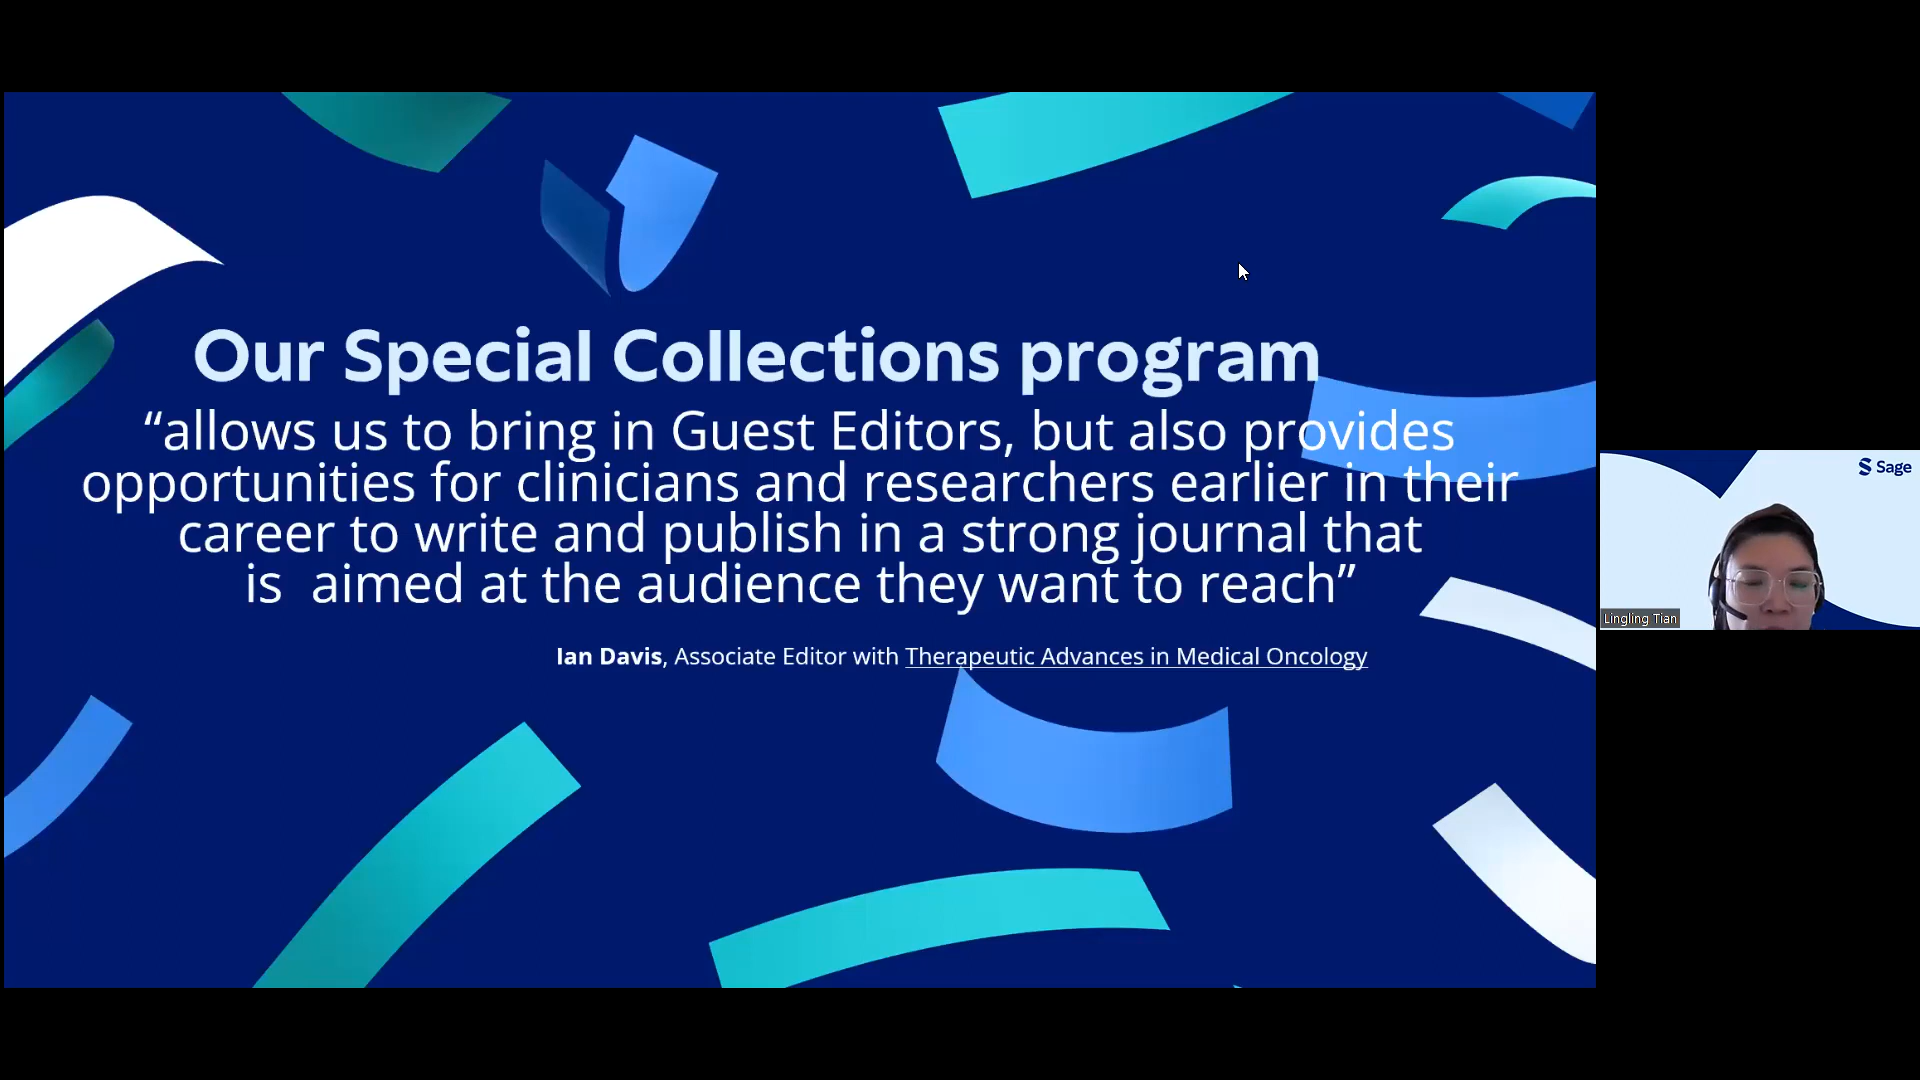 Our Special Collections program
“allows us to bring in Guest Editors, but also provides
opportunities for clinicians and researchers earlier in their
career to write and publish in a strong journal that
is  aimed at the audience they want to reach”
Ian Davis, Associate Editor with Therapeutic Advances in Medical Oncology
Sage
Lingling Tian